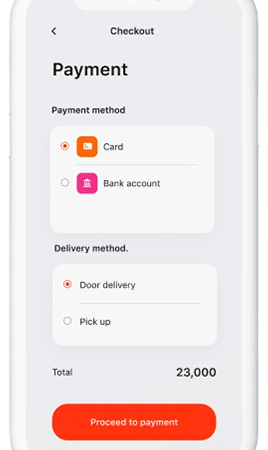 Checkout
Payment
Payment method
Card
Bank account
Delivery method.
Door delivery
Pick up
Total 23,000
Proceed to payment